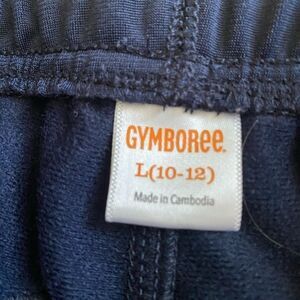 GYMBOREE.
L(10-12)
Made in Cambodia